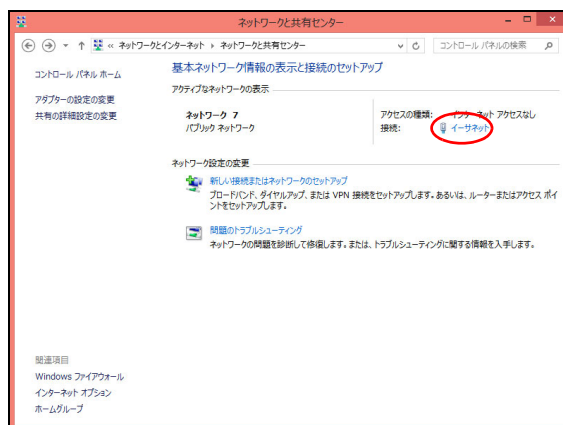 ネットワークと共有センター
« ネットワークとインターネット ▸ ネットワークと共有センター
コントロール パネルの検索
コントロール パネル ホーム
アダプターの設定の変更
共有の詳細設定の変更
基本ネットワーク情報の表示と接続のセットアップ
アクティブなネットワークの表示
ネットワーク 7
パブリック ネットワーク
アクセスの種類: インターネット アクセスなし
接続: イーサネット
ネットワーク設定の変更
新しい接続またはネットワークのセットアップ
ブロードバンド、ダイヤルアップ、または VPN 接続をセットアップします。あるいは、ルーターまたはアクセス ポイ
ントをセットアップします。
問題のトラブルシューティング
ネットワークの問題を診断して修復します。または、トラブルシューティングに関する情報を入手します。
関連項目
Windows ファイアウォール
インターネット オプション
ホームグループ